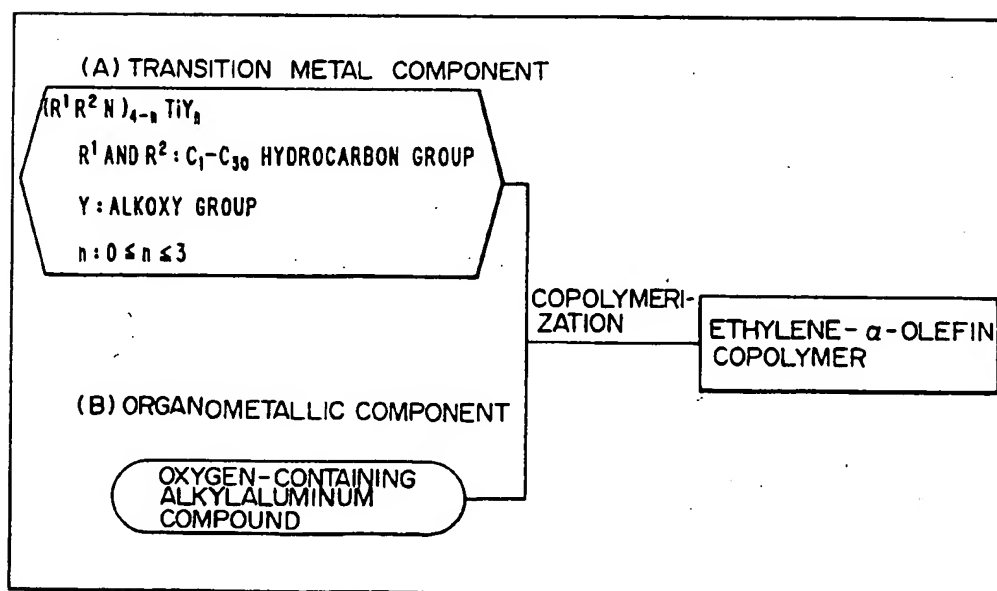 (A) TRANSITION METAL COMPONENT
(R¹R²N)₄₋ₙ TiYₙ
R¹ AND R² : C₁-C₃₀ HYDROCARBON GROUP
Y : ALKOXY GROUP
n : 0 ≤ n ≤ 3
COPOLYMERI-
ZATION
ETHYLENE-α-OLEFIN
COPOLYMER
(B) ORGANOMETALLIC COMPONENT
OXYGEN-CONTAINING
ALKYLALUMINUM
COMPOUND